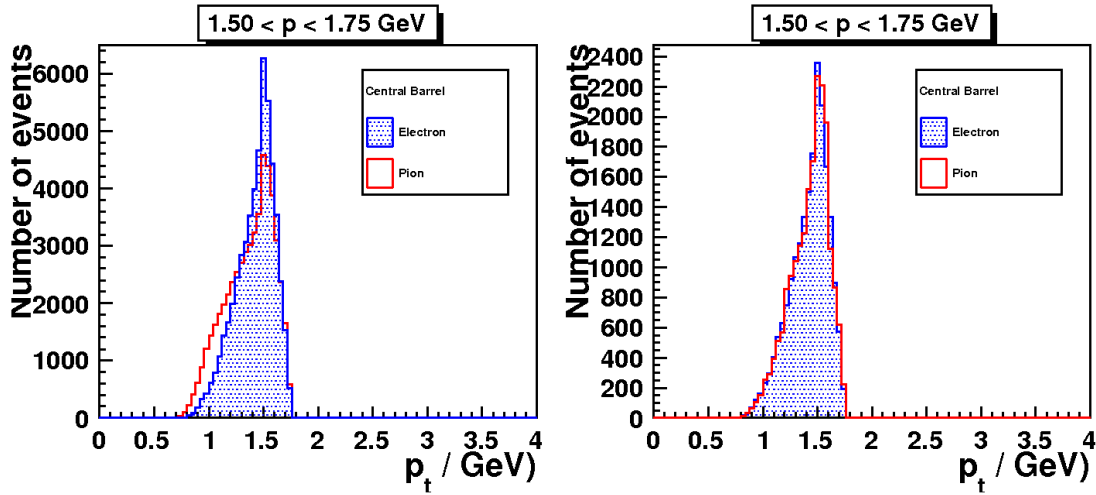 1.50 < p < 1.75 GeV
Number of events
6000
5000
4000
3000
2000
1000
0
Central Barrel
Electron
Pion
0 0.5 1 1.5 2 2.5 3 3.5 4
p_t / GeV)
1.50 < p < 1.75 GeV
Number of events
2400
2200
2000
1800
1600
1400
1200
1000
800
600
400
200
0
Central Barrel
Electron
Pion
0 0.5 1 1.5 2 2.5 3 3.5 4
p_t / GeV)